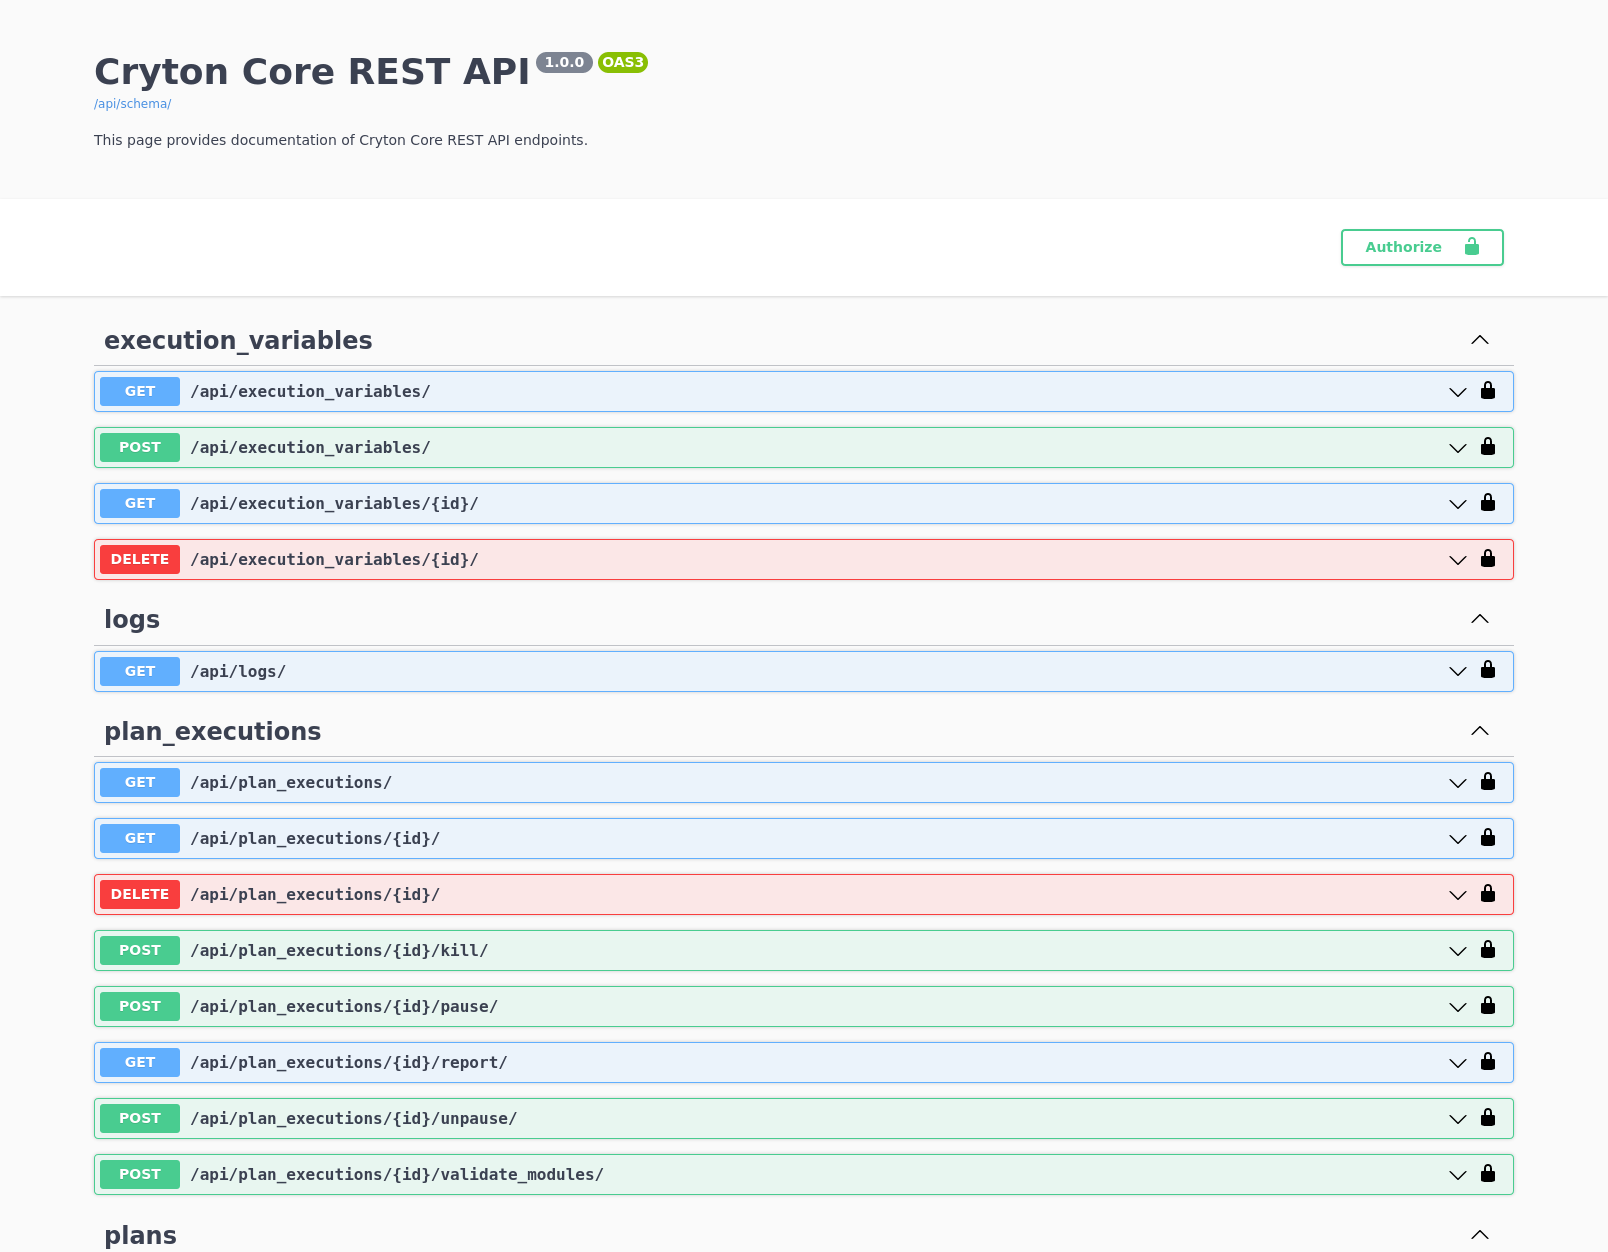 Cryton Core REST API 1.0.0 OAS3
/api/schema/
This page provides documentation of Cryton Core REST API endpoints.
Authorize
execution_variables
GET /api/execution_variables/
POST /api/execution_variables/
GET /api/execution_variables/{id}/
DELETE /api/execution_variables/{id}/
logs
GET /api/logs/
plan_executions
GET /api/plan_executions/
GET /api/plan_executions/{id}/
DELETE /api/plan_executions/{id}/
POST /api/plan_executions/{id}/kill/
POST /api/plan_executions/{id}/pause/
GET /api/plan_executions/{id}/report/
POST /api/plan_executions/{id}/unpause/
POST /api/plan_executions/{id}/validate_modules/
plans